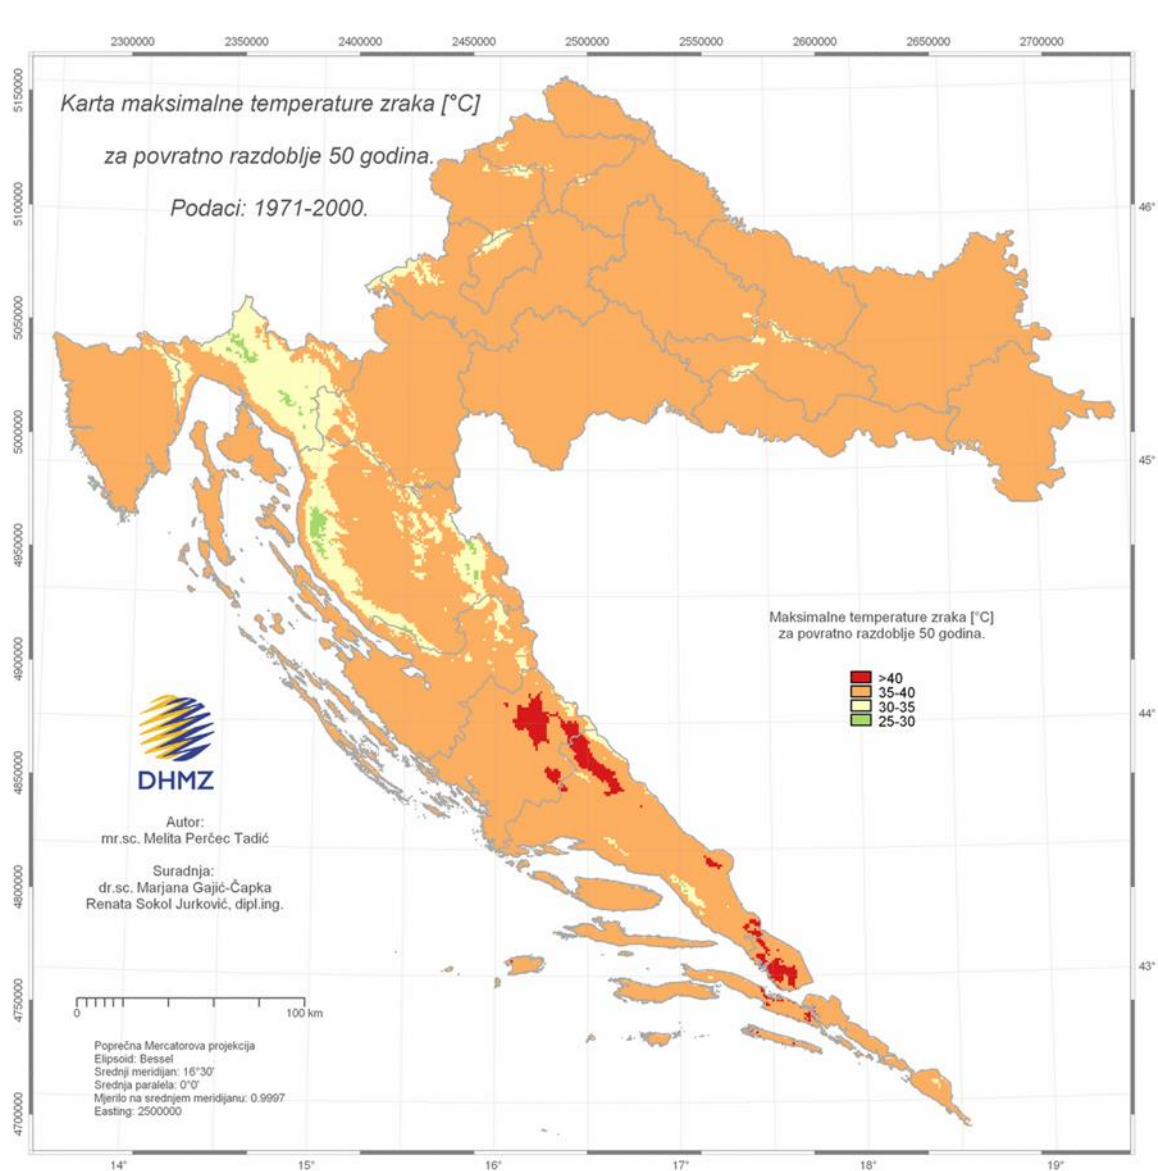 2300000 2350000 2400000 2450000 2500000 2550000 2600000 2650000 2700000
Karta maksimalne temperature zraka [°C]
za povratno razdoblje 50 godina.
Podaci: 1971-2000.
5150000
5100000
5050000
5000000
4950000
4900000
4850000
4800000
4750000
4700000
46°
45°
44°
43°
Maksimalne temperature zraka [°C]
za povratno razdoblje 50 godina.
>40
35-40
30-35
25-30
DHMZ
Autor:
mr.sc. Melita Perčec Tadić
Suradnja:
dr.sc. Marjana Gajić-Čapka
Renata Sokol Jurković, dipl.ing.
0 100 km
Poprečna Mercatorova projekcija
Elipsoid: Bessel
Srednji meridijan: 16°30'
Srednja paralela: 0°0'
Mjerilo na srednjem meridijanu: 0.9997
Easting: 2500000
14° 15° 16° 17° 18° 19°